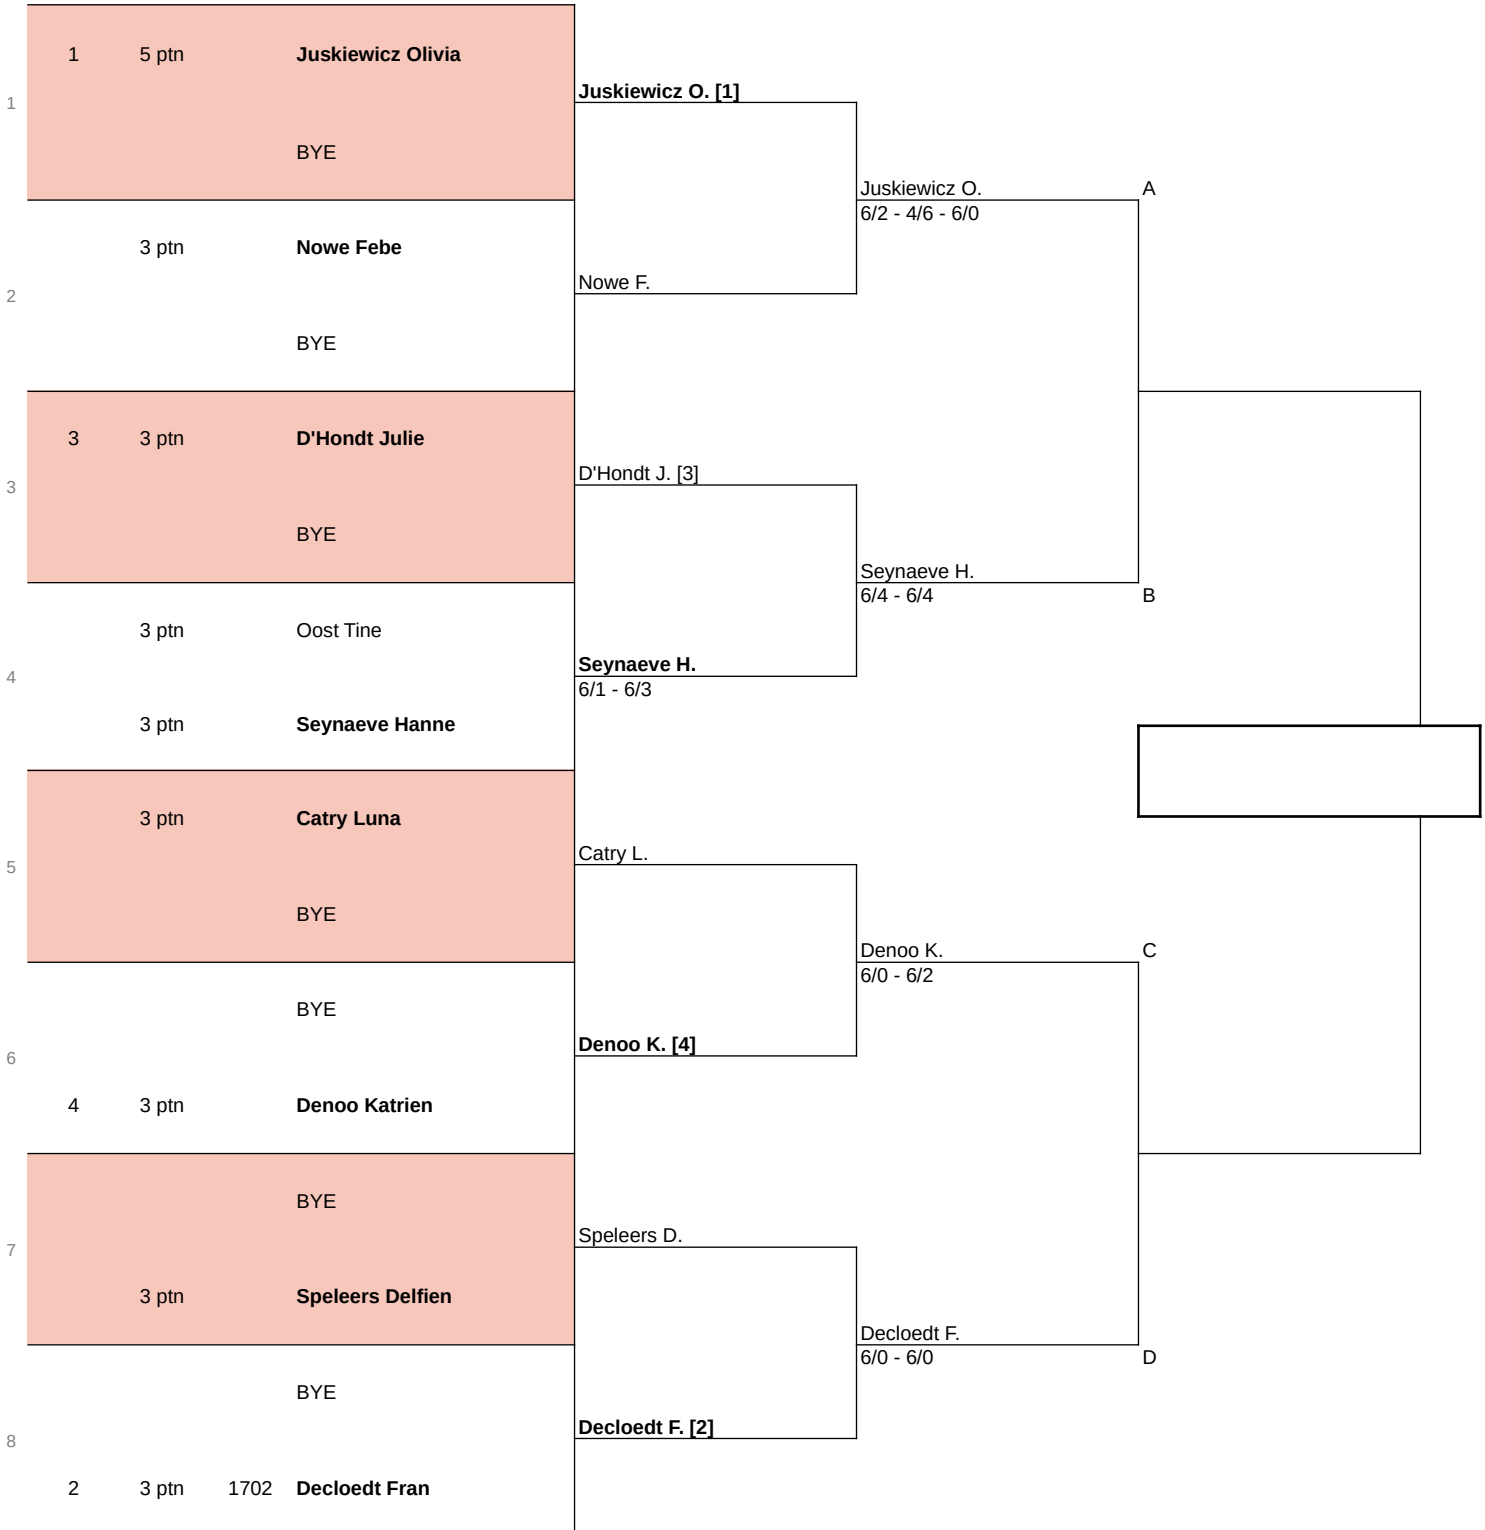 1 5 ptn Juskiewicz Olivia
Juskiewicz O. [1]
1
BYE
Juskiewicz O. A
6/2 - 4/6 - 6/0
3 ptn Nowe Febe
Nowe F.
2
BYE
3 3 ptn D'Hondt Julie
D'Hondt J. [3]
3
BYE
Seynaeve H.
6/4 - 6/4 B
3 ptn Oost Tine
Seynaeve H.
4
6/1 - 6/3
3 ptn Seynaeve Hanne
3 ptn Catry Luna
Catry L.
5
BYE
Denoo K. C
6/0 - 6/2
BYE
Denoo K. [4]
6
4 3 ptn Denoo Katrien
BYE
Speleers D.
7
3 ptn Speleers Delfien
Decloedt F.
6/0 - 6/0 D
BYE
Decloedt F. [2]
8
2 3 ptn 1702 Decloedt Fran